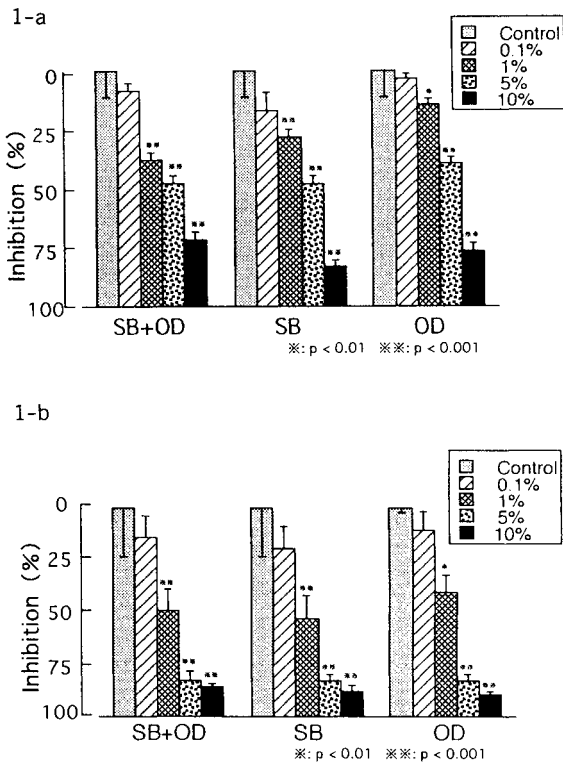 1-a
Control
0.1%
1%
5%
10%
Inhibition (%)
0
25
50
75
100
** ** **
** ** **
* ** **
SB+OD SB OD
※: p < 0.01 ※※: p < 0.001
1-b
Control
0.1%
1%
5%
10%
Inhibition (%)
0
25
50
75
100
** ** **
** ** **
* ** **
SB+OD SB OD
※: p < 0.01 ※※: p < 0.001